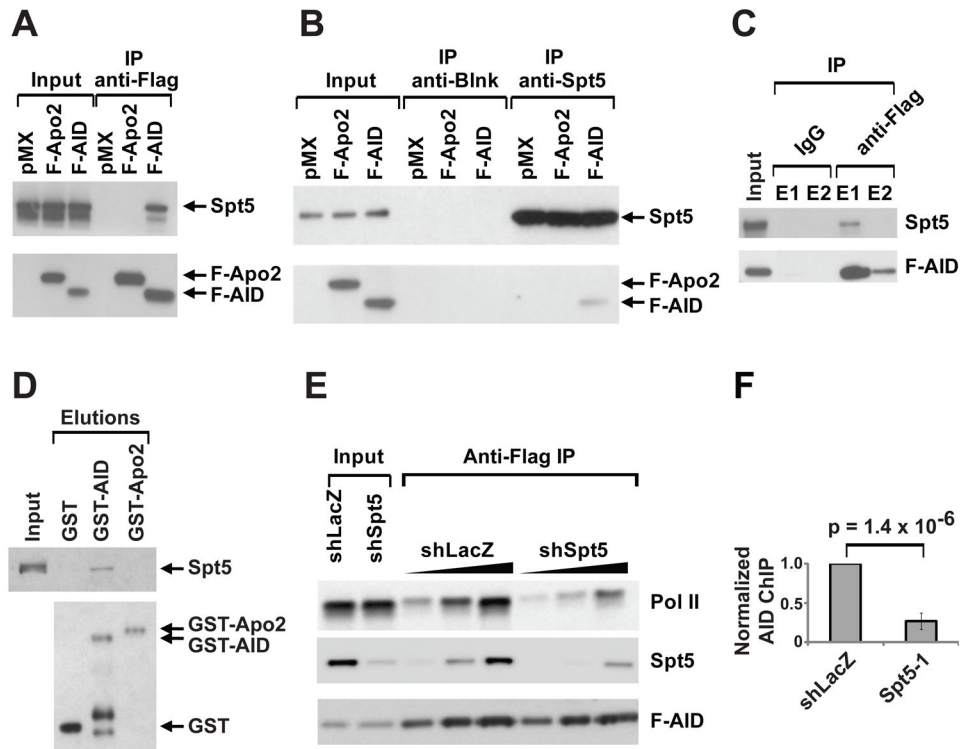 A
IP
Input anti-Flag
pMX F-Apo2 F-AID pMX F-Apo2 F-AID
Spt5
F-Apo2
F-AID
B
IP IP
Input anti-Blnk anti-Spt5
pMX F-Apo2 F-AID pMX F-Apo2 F-AID pMX F-Apo2 F-AID
Spt5
F-Apo2
F-AID
C
IP
Input IgG anti-Flag
E1 E2 E1 E2
Spt5
F-AID
D
Elutions
Input GST GST-AID GST-Apo2
Spt5
GST-Apo2
GST-AID
GST
E
Input Anti-Flag IP
shLacZ shSpt5 shLacZ shSpt5
Pol II
Spt5
F-AID
F
p = 1.4 x 10⁻⁶
Normalized
AID ChIP
1.0
0.5
0
shLacZ Spt5-1